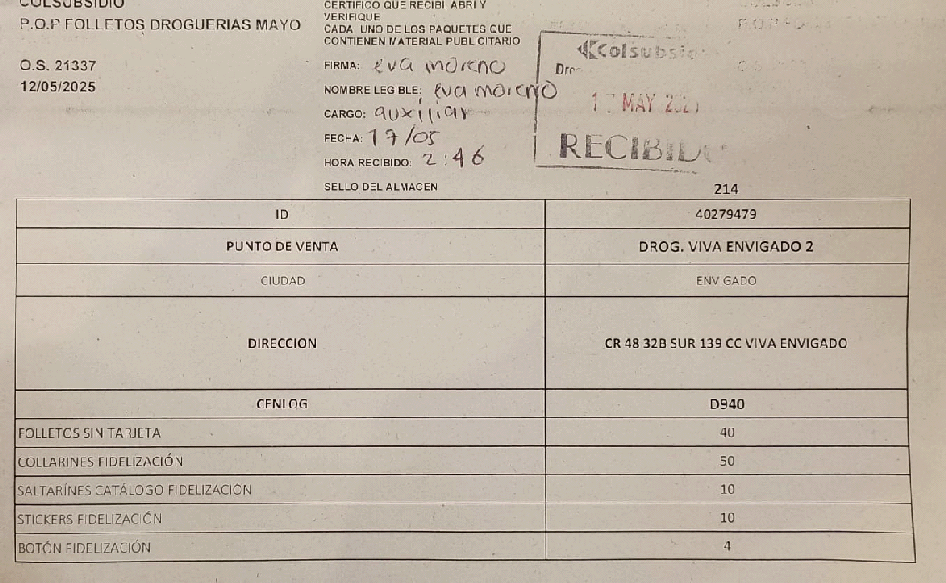 COLSUBSIDIO
P.O.P FOLLETOS DROGUERIAS MAYO
O.S. 21337
12/05/2025
CERTIFICO QUE RECIBI ABRI Y
VERIFIQUE
CADA UNO DE LOS PAQUETES QUE
CONTIENEN MATERIAL PUBLICITARIO
FIRMA: eva moreno
NOMBRE LEGIBLE: eva moreno
CARGO: auxiliar
FECHA: 17/05
HORA RECIBIDO: 2:46
SELLO DEL ALMACEN
Colsubsi
MAY
RECIBID
214
ID 40279479
PUNTO DE VENTA DROG. VIVA ENVIGADO 2
CIUDAD ENVIGADO
DIRECCION CR 48 32B SUR 139 CC VIVA ENVIGADO
CENLOG D940
FOLLETOS SIN TARJETA 40
COLLARINES FIDELIZACIÓN 50
SALTARÍNES CATÁLOGO FIDELIZACION 10
STICKERS FIDELIZACIÓN 10
BOTÓN FIDELIZACIÓN 4